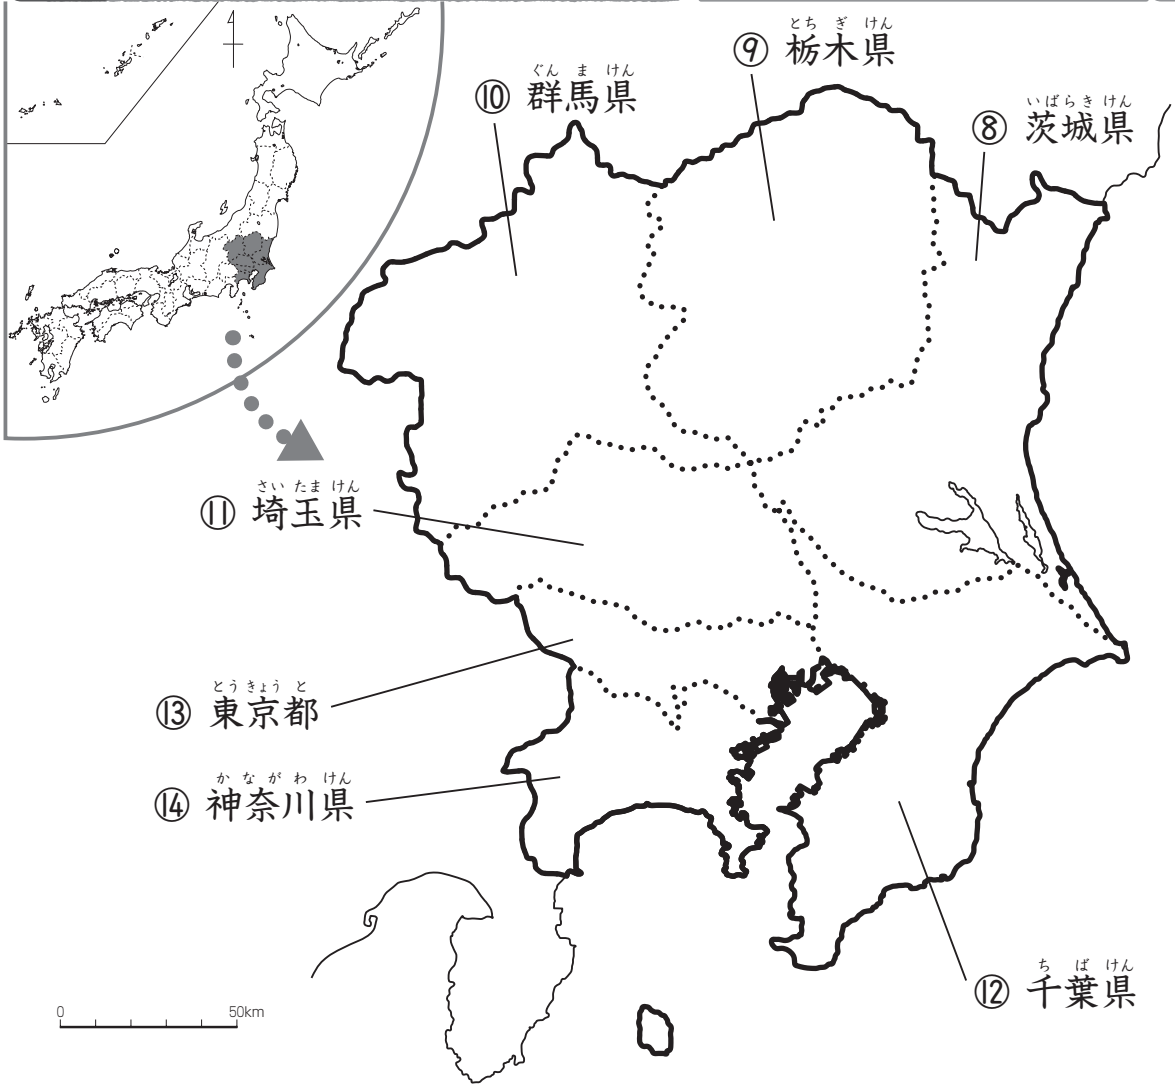 とちぎけん
⑨ 栃木県
ぐんまけん
⑩ 群馬県
いばらきけん
⑧ 茨城県
さいたまけん
⑪ 埼玉県
とうきょうと
⑬ 東京都
かながわけん
⑭ 神奈川県
ちばけん
⑫ 千葉県
0 50km